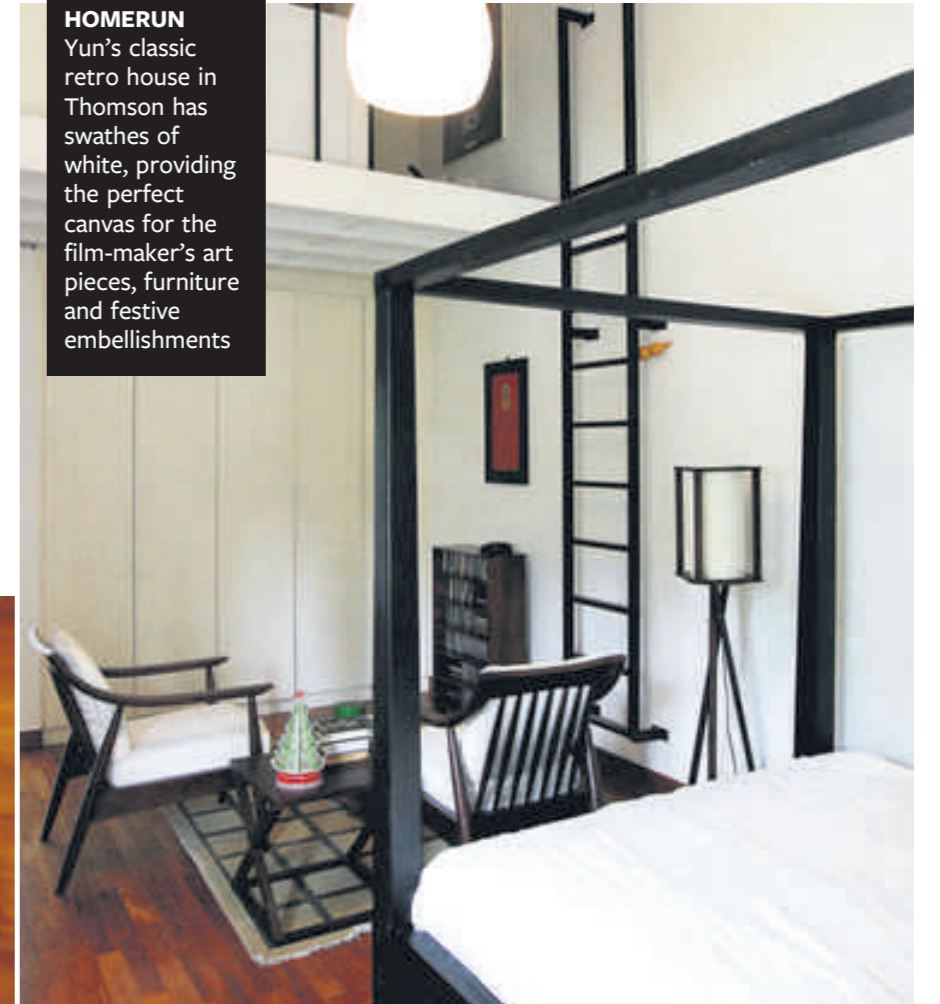 HOMERUN
Yun’s classic
retro house in
Thomson has
swathes of
white, providing
the perfect
canvas for the
film-maker’s art
pieces, furniture
and festive
embellishments